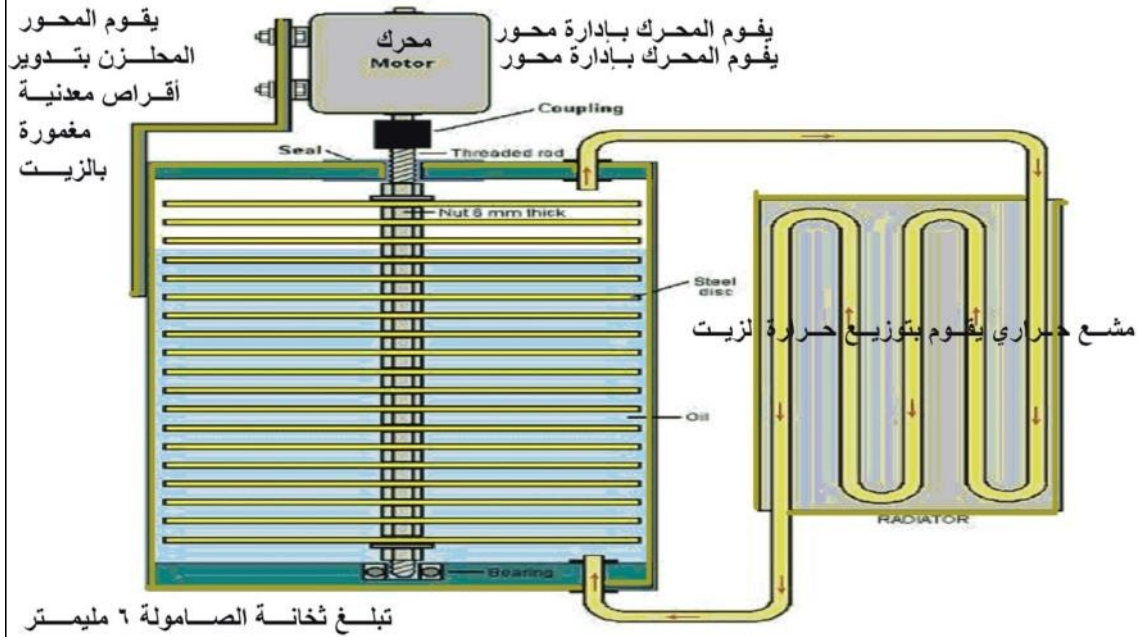 يقوم المحور
المحلزن بتدوير
أقراص معدنية
مغمورة
بالزيت
محرك
Motor
يقوم المحرك بإدارة محور
يقوم المحرك بإدارة محور
Coupling
Seal
Threaded rod
Nut 6 mm thick
Steel
disc
مشع حراري يقوم بتوزيع حرارة لزيت
Oil
RADIATOR
Bearing
تبلغ ثخانة الصامولة ٦ مليمتر